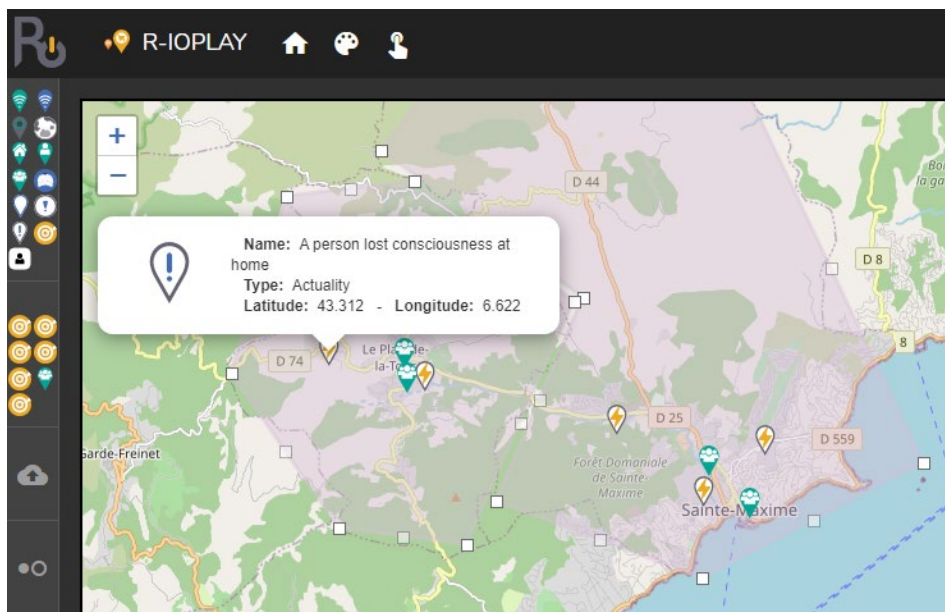 R-IOPLAY
+
−
D 44
D 8
8
Name: A person lost consciousness at
home
Type: Actuality
Latitude: 43.312 - Longitude: 6.622
D 74
D 25
D 559
Garde-Freinet
Forêt Domaniale
de Sainte-
Maxime
Sainte-Maxime